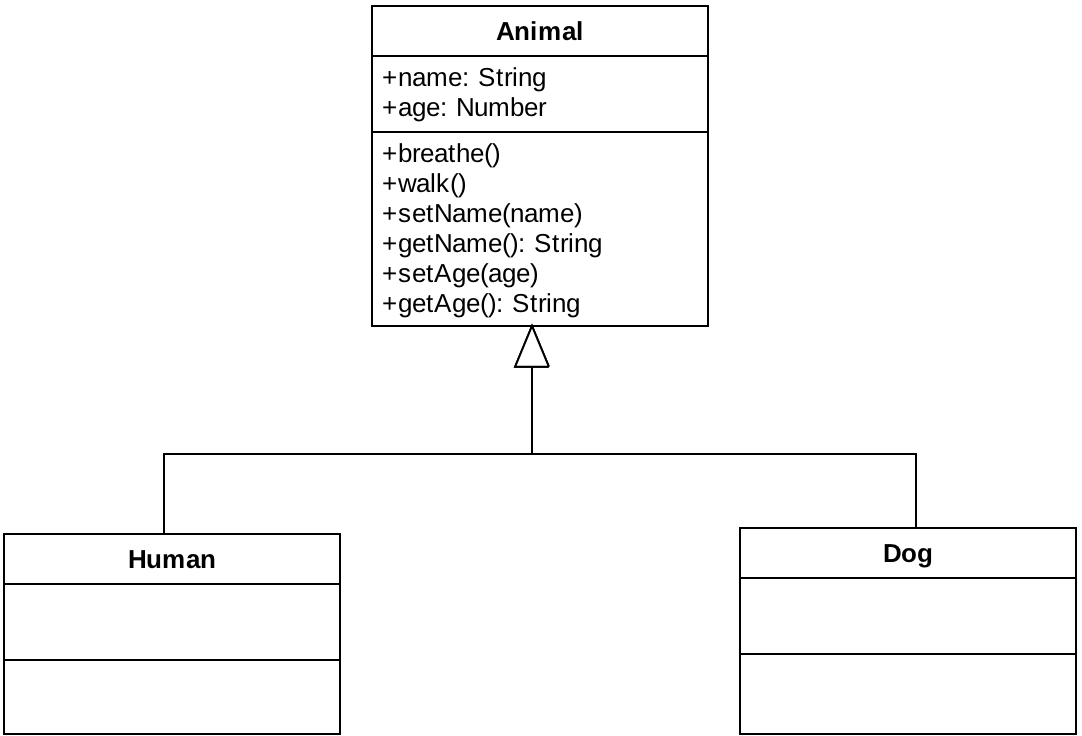 Animal
+name: String
+age: Number
+breathe()
+walk()
+setName(name)
+getName(): String
+setAge(age)
+getAge(): String
Human
Dog